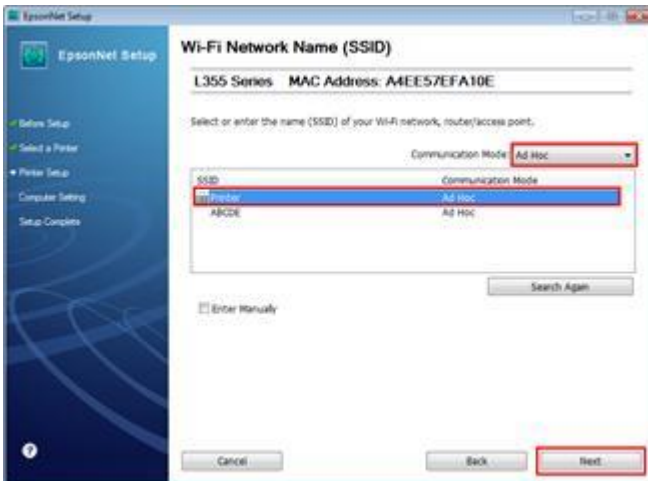 EpsonNet Setup
EpsonNet Setup
Wi-Fi Network Name (SSID)
L355 Series MAC Address: A4EE57EFA10E
Before Setup
Select a Printer
Printer Setup
Computer Setting
Setup Complete
Select or enter the name (SSID) of your Wi-Fi network, router/access point.
Communication Mode: Ad Hoc
SSID Communication Mode
Printer Ad Hoc
ABCDE Ad Hoc
Search Again
Enter Manually
?
Cancel Back Next